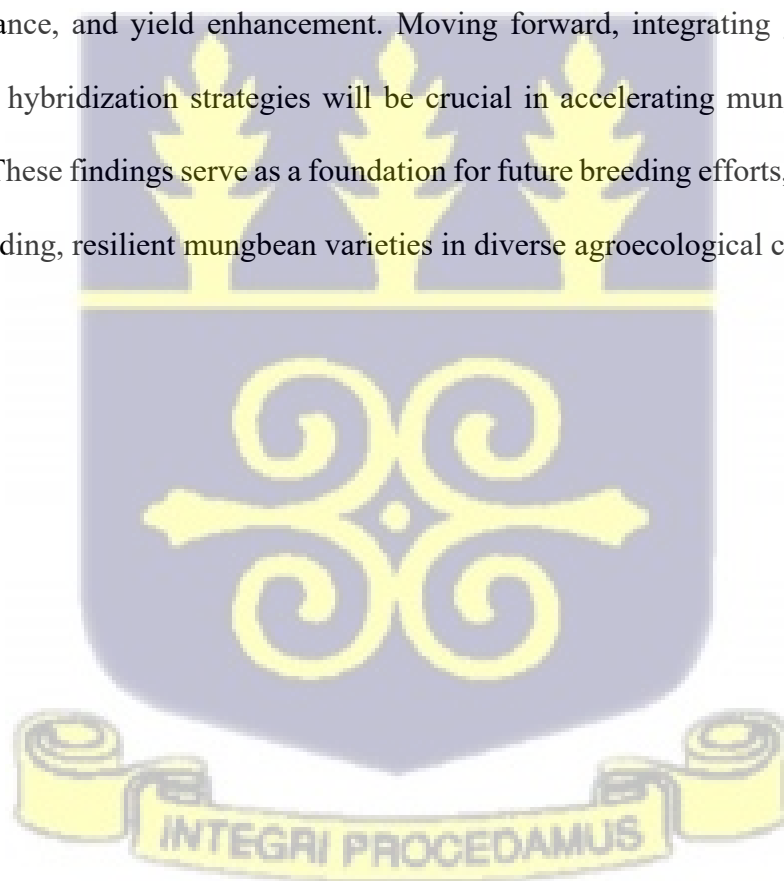 ance, and yield enhancement. Moving forward, integrating
hybridization strategies will be crucial in accelerating mun
These findings serve as a foundation for future breeding efforts,
ding, resilient mungbean varieties in diverse agroecological c
INTEGRI PROCEDAMUS